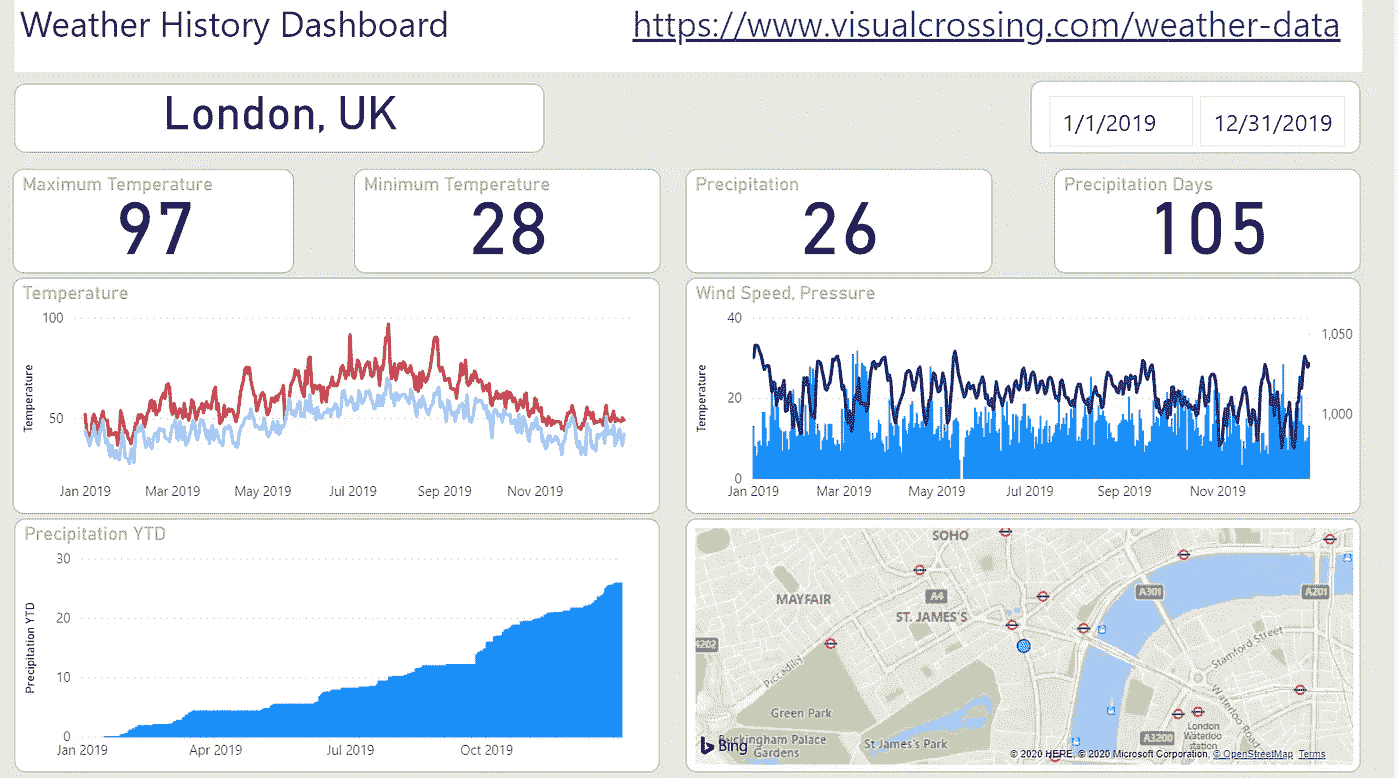 Weather History Dashboard
https://www.visualcrossing.com/weather-data
London, UK
1/1/2019
12/31/2019
Maximum Temperature
97
Minimum Temperature
28
Precipitation
26
Precipitation Days
105
Temperature
100
50
Temperature
Jan 2019
Mar 2019
May 2019
Jul 2019
Sep 2019
Nov 2019
Wind Speed, Pressure
40
20
0
Temperature
1,050
1,000
Jan 2019
Mar 2019
May 2019
Jul 2019
Sep 2019
Nov 2019
Precipitation YTD
30
20
10
0
Precipitation YTD
Jan 2019
Apr 2019
Jul 2019
Oct 2019
SOHO
MAYFAIR
A4
ST. JAMES'S
A301
A201
A202
Piccadilly
Stamford Street
Waterloo Road
Green Park
Buckingham Palace
Gardens
St James's Park
London
Waterloo
station
A3200
Bing
© 2020 HERE, © 2020 Microsoft Corporation, © OpenStreetMap Terms